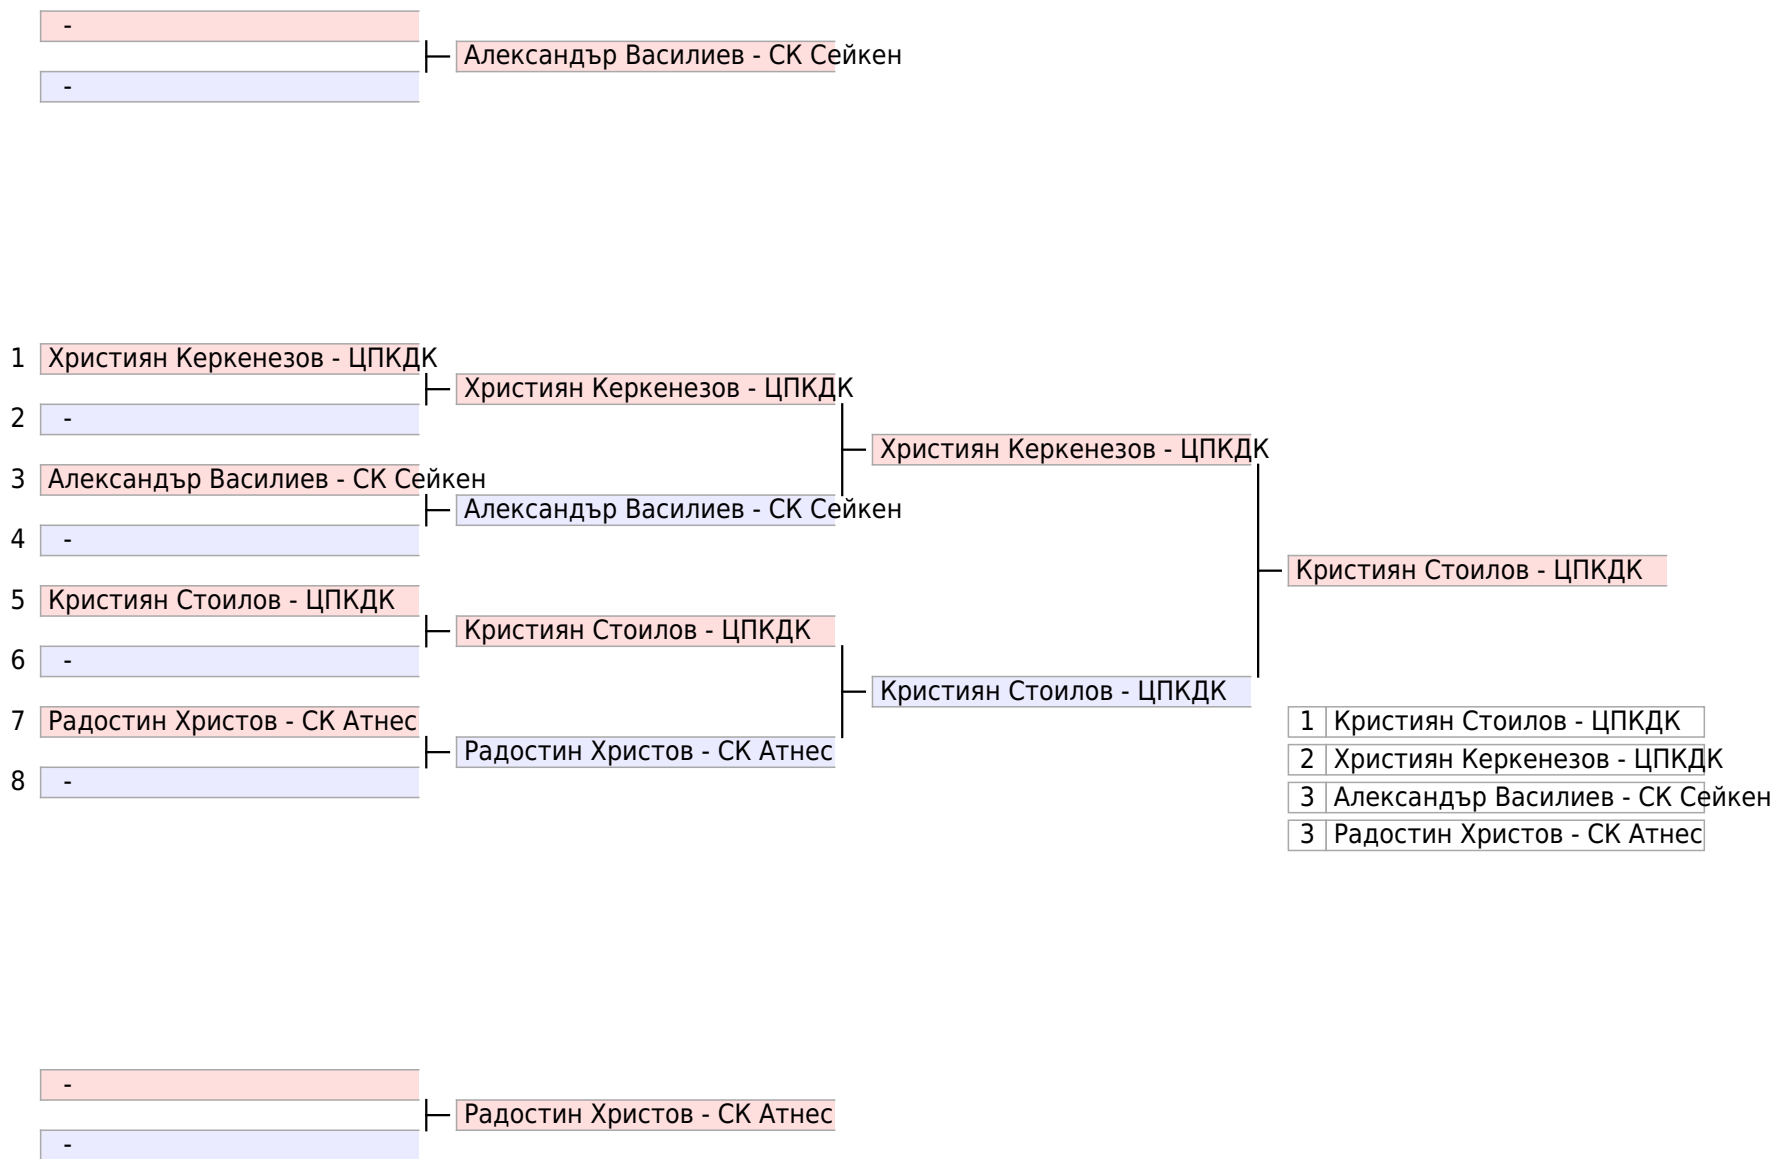 -
Александър Василиев - СК Сейкен
-
1 Християн Керкенезов - ЦПКДК
Християн Керкенезов - ЦПКДК
2 -
Християн Керкенезов - ЦПКДК
3 Александър Василиев - СК Сейкен
Александър Василиев - СК Сейкен
4 -
Кристиян Стоилов - ЦПКДК
5 Кристиян Стоилов - ЦПКДК
Кристиян Стоилов - ЦПКДК
6 -
Кристиян Стоилов - ЦПКДК
7 Радостин Христов - СК Атнес
Радостин Христов - СК Атнес
8 -
1 Кристиян Стоилов - ЦПКДК
2 Християн Керкенезов - ЦПКДК
3 Александър Василиев - СК Сейкен
3 Радостин Христов - СК Атнес
-
Радостин Христов - СК Атнес
-